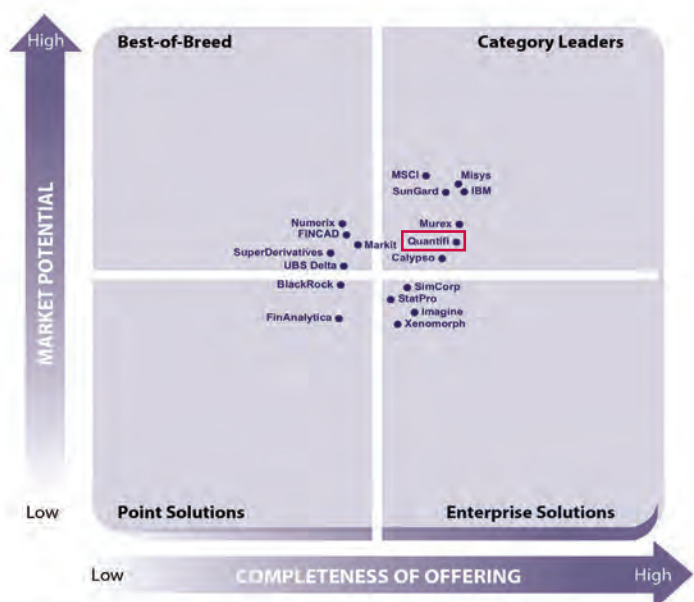 High
Best-of-Breed
Category Leaders
MSCI
Misys
SunGard
IBM
Numerix
Murex
FINCAD
Markit
Quantifi
SuperDerivatives
Calypso
UBS Delta
BlackRock
SimCorp
StatPro
FinAnalytica
Imagine
Xenomorph
MARKET POTENTIAL
Low
Point Solutions
Enterprise Solutions
Low
COMPLETENESS OF OFFERING
High